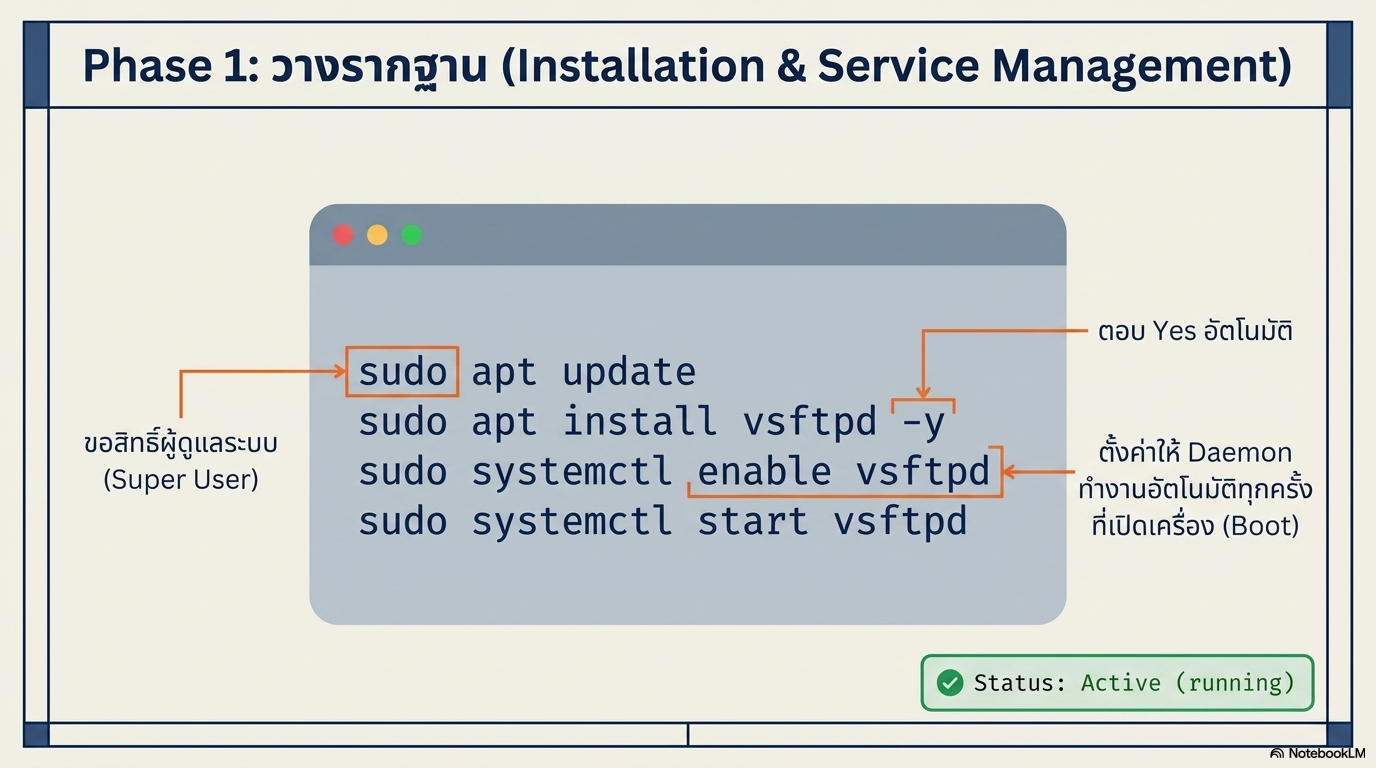 Phase 1: วางรากฐาน (Installation & Service Management)
sudo apt update
sudo apt install vsftpd -y
sudo systemctl enable vsftpd
sudo systemctl start vsftpd
ขอสิทธิ์ผู้ดูแลระบบ
(Super User)
ตอบ Yes อัตโนมัติ
ตั้งค่าให้ Daemon
ทำงานอัตโนมัติทุกครั้ง
ที่เปิดเครื่อง (Boot)
Status: Active (running)
NotebookLM